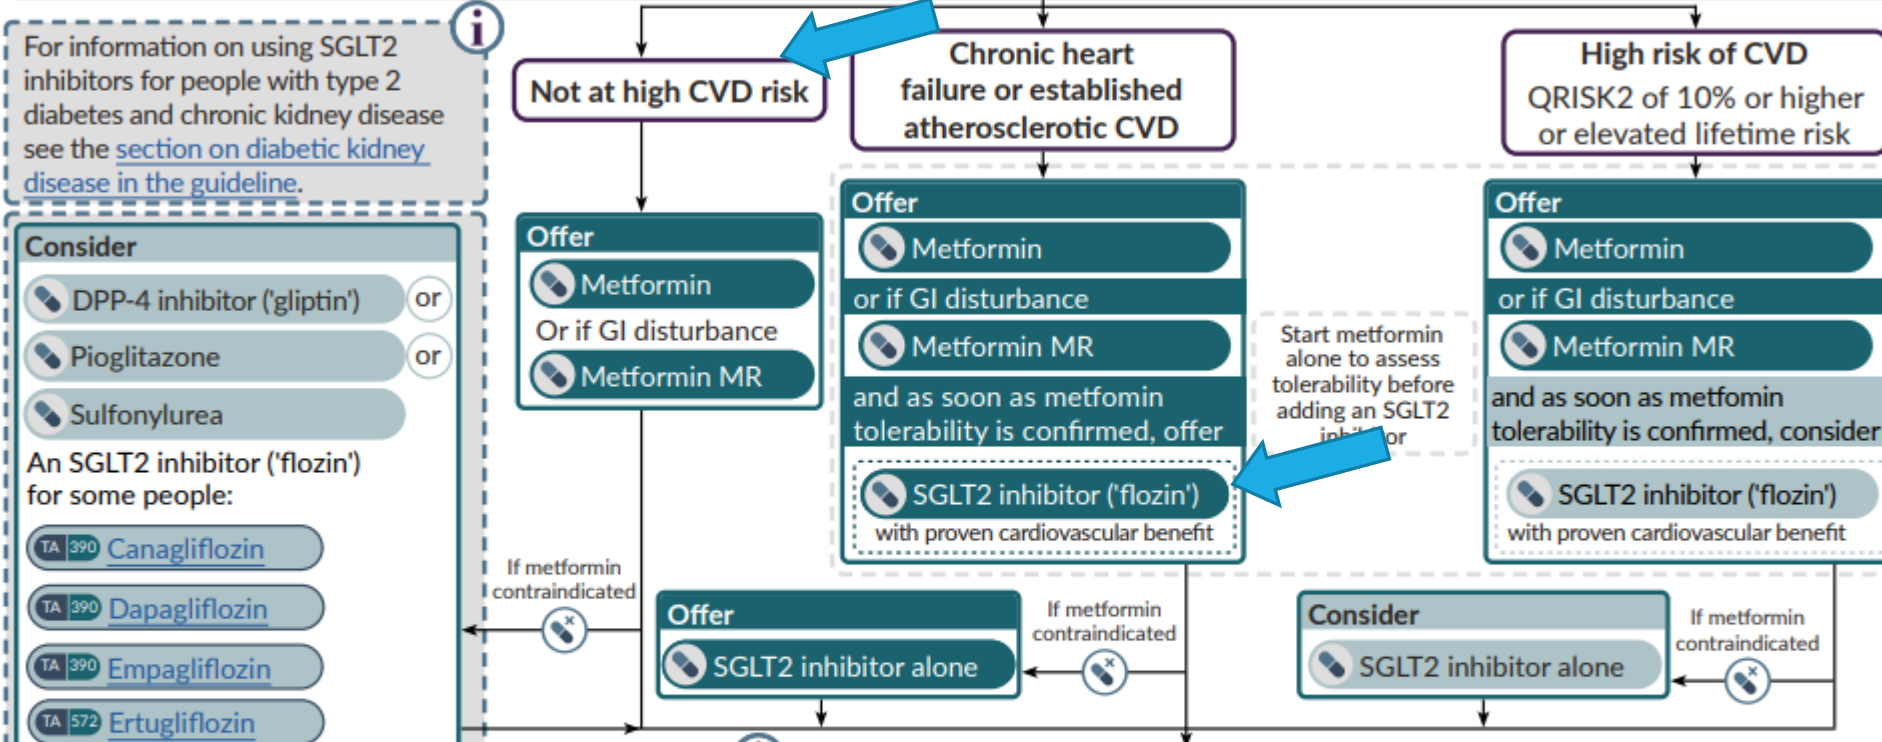 For information on using SGLT2
inhibitors for people with type 2
diabetes and chronic kidney disease
see the section on diabetic kidney
disease in the guideline.
i
Consider
DPP-4 inhibitor ('gliptin')
or
Pioglitazone
or
Sulfonylurea
An SGLT2 inhibitor ('flozin')
for some people:
TA 390 Canagliflozin
TA 390 Dapagliflozin
TA 390 Empagliflozin
TA 572 Ertugliflozin
Not at high CVD risk
Offer
Metformin
Or if GI disturbance
Metformin MR
If metformin
contraindicated
Chronic heart
failure or established
atherosclerotic CVD
Offer
Metformin
or if GI disturbance
Metformin MR
and as soon as metfomin
tolerability is confirmed, offer
SGLT2 inhibitor ('flozin')
with proven cardiovascular benefit
Offer
SGLT2 inhibitor alone
If metformin
contraindicated
Start metformin
alone to assess
tolerability before
adding an SGLT2
High risk of CVD
QRISK2 of 10% or higher
or elevated lifetime risk
Offer
Metformin
or if GI disturbance
Metformin MR
and as soon as metfomin
tolerability is confirmed, consider
SGLT2 inhibitor ('flozin')
with proven cardiovascular benefit
Consider
SGLT2 inhibitor alone
If metformin
contraindicated